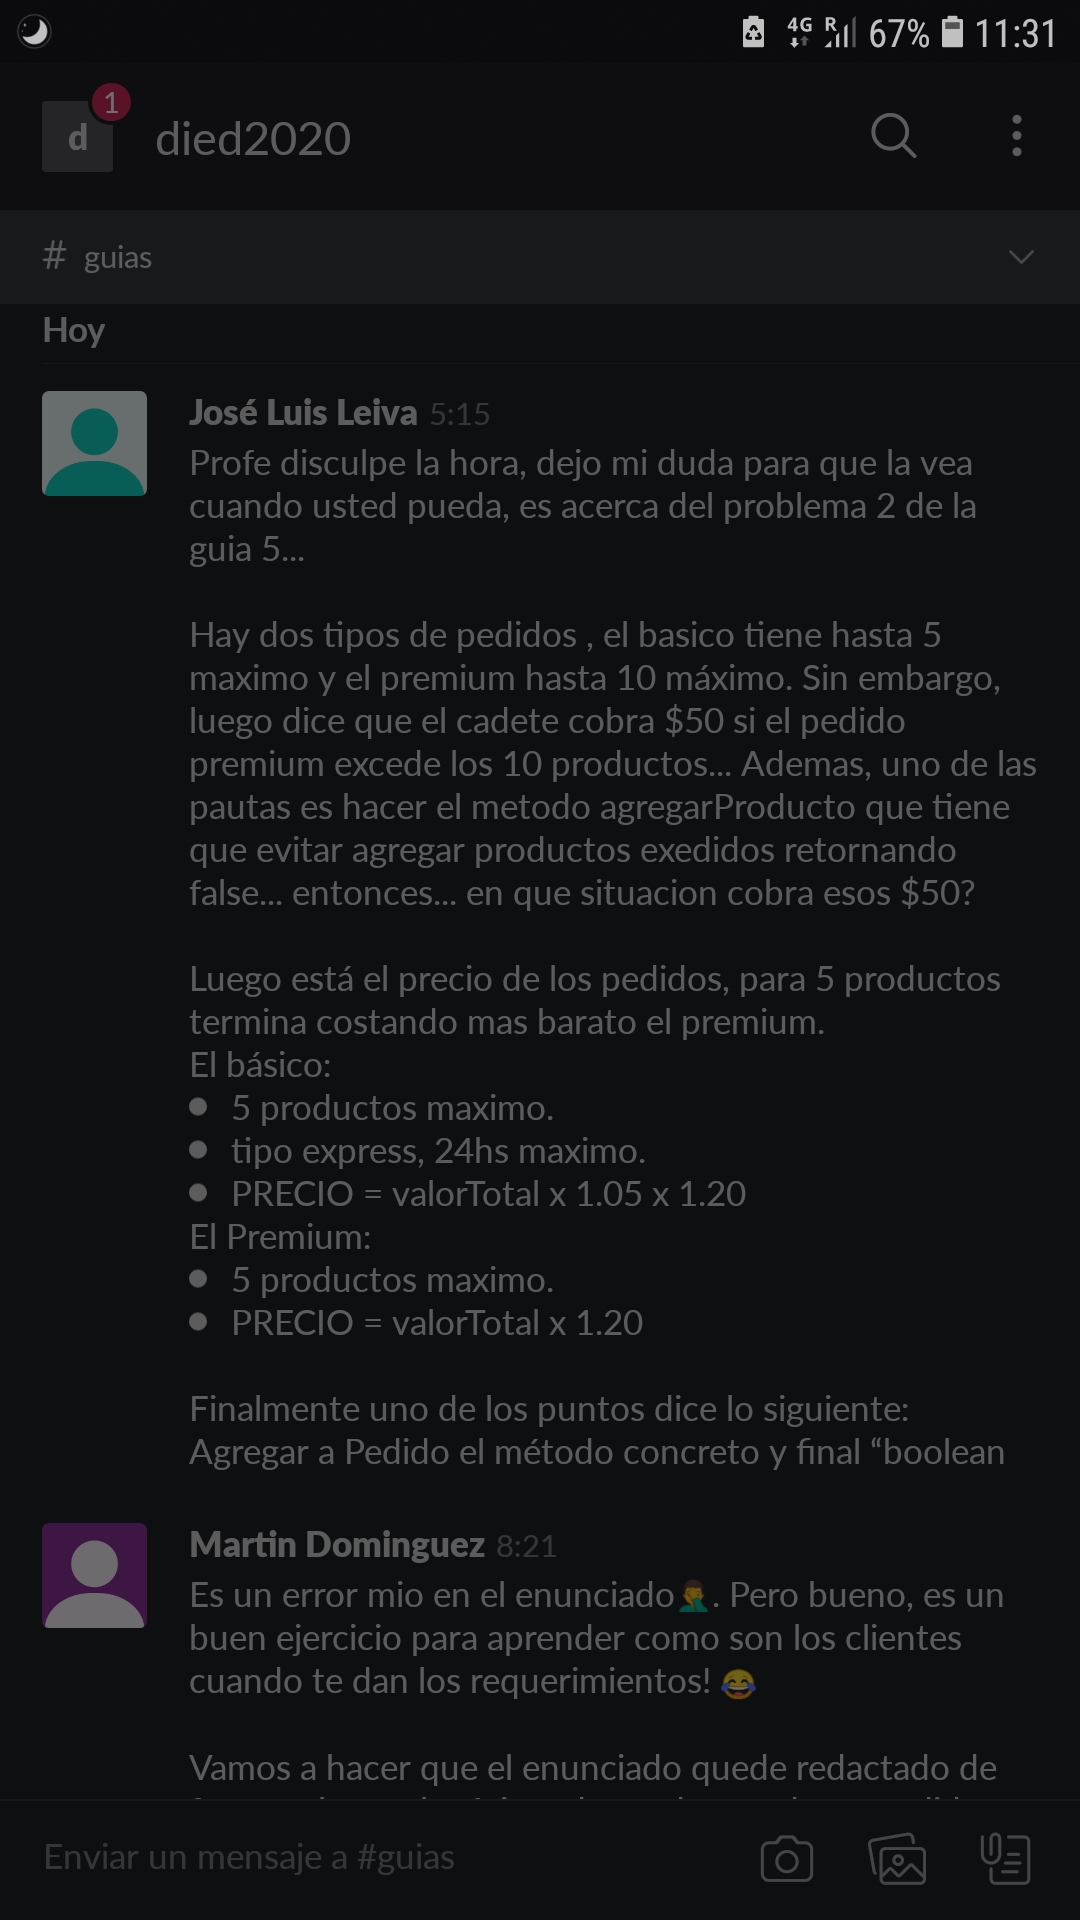 4G R 67% 11:31
d 1 died2020
# guias
Hoy
José Luis Leiva 5:15
Profe disculpe la hora, dejo mi duda para que la vea
cuando usted pueda, es acerca del problema 2 de la
guia 5...
Hay dos tipos de pedidos , el basico tiene hasta 5
maximo y el premium hasta 10 máximo. Sin embargo,
luego dice que el cadete cobra $50 si el pedido
premium excede los 10 productos... Ademas, uno de las
pautas es hacer el metodo agregarProducto que tiene
que evitar agregar productos exedidos retornando
false... entonces... en que situacion cobra esos $50?
Luego está el precio de los pedidos, para 5 productos
termina costando mas barato el premium.
El básico:
● 5 productos maximo.
● tipo express, 24hs maximo.
● PRECIO = valorTotal x 1.05 x 1.20
El Premium:
● 5 productos maximo.
● PRECIO = valorTotal x 1.20
Finalmente uno de los puntos dice lo siguiente:
Agregar a Pedido el método concreto y final “boolean
Martin Dominguez 8:21
Es un error mio en el enunciado🤦‍♂️. Pero bueno, es un
buen ejercicio para aprender como son los clientes
cuando te dan los requerimientos! 😂
Vamos a hacer que el enunciado quede redactado de
Enviar un mensaje a #guias